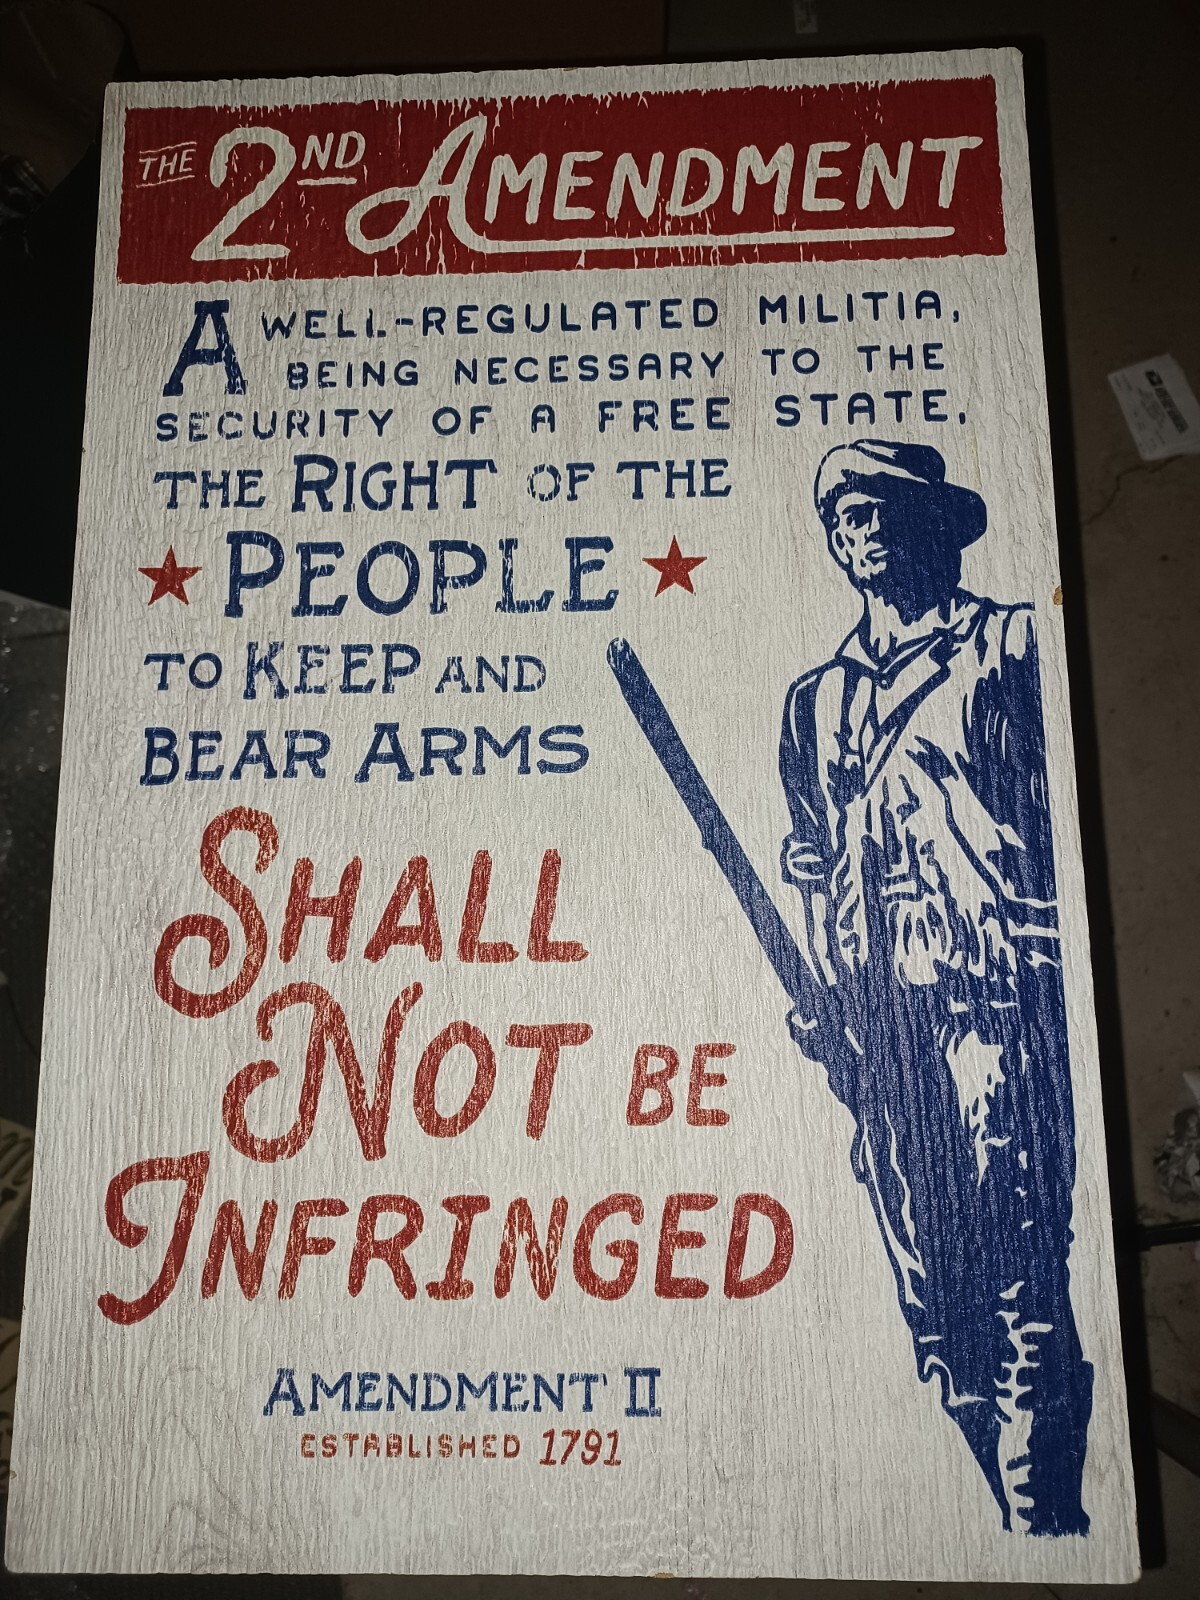 THE 2ND AMENDMENT
A WELL-REGULATED MILITIA,
BEING NECESSARY TO THE
SECURITY OF A FREE STATE,
THE RIGHT OF THE
PEOPLE
TO KEEP AND
BEAR ARMS
SHALL
NOT BE
INFRINGED
AMENDMENT II
ESTABLISHED 1791